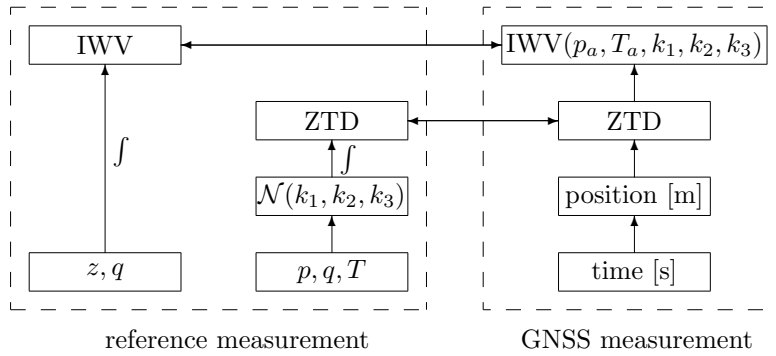 IWV
IWV(p_a, T_a, k_1, k_2, k_3)
ZTD
ZTD
∫
∫
𝒩(k_1, k_2, k_3)
position [m]
z, q
p, q, T
time [s]
reference measurement
GNSS measurement